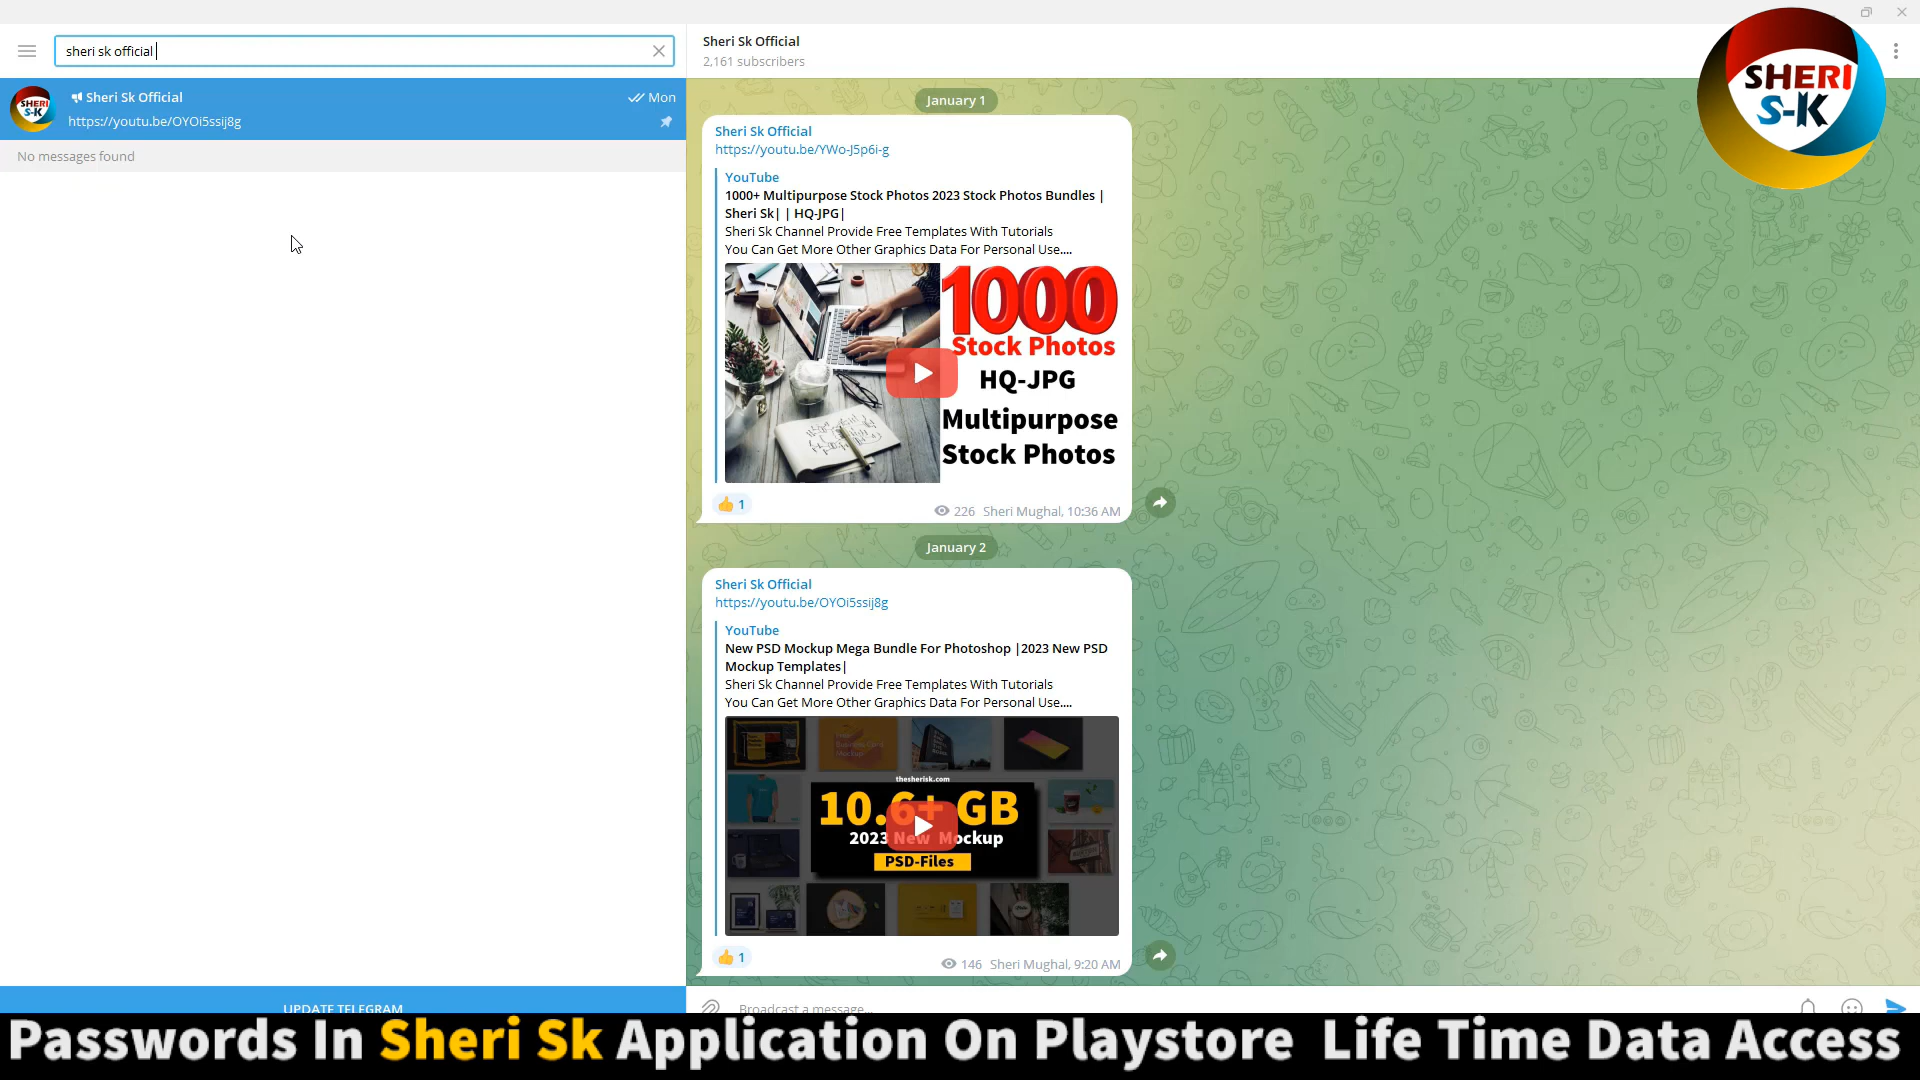 sheri sk official
Sheri Sk Official
Mon
https://youtu.be/OYOi5ssij8g
No messages found
UPDATE TELEGRAM
Sheri Sk Official
2,161 subscribers
January 1
Sheri Sk Official
https://youtu.be/YWo-J5p6i-g
YouTube
1000+ Multipurpose Stock Photos 2023 Stock Photos Bundles |
Sheri Sk| | HQ-JPG|
Sheri Sk Channel Provide Free Templates With Tutorials
You Can Get More Other Graphics Data For Personal Use....
1000
Stock Photos
HQ-JPG
Multipurpose
Stock Photos
1
226 Sheri Mughal, 10:36 AM
January 2
Sheri Sk Official
https://youtu.be/OYOi5ssij8g
YouTube
New PSD Mockup Mega Bundle For Photoshop |2023 New PSD
Mockup Templates|
Sheri Sk Channel Provide Free Templates With Tutorials
You Can Get More Other Graphics Data For Personal Use....
thesherisk.com
10.6+ GB
2023 New Mockup
PSD-Files
1
146 Sheri Mughal, 9:20 AM
Broadcast a message...
SHERI
S-K
Passwords In Sheri Sk Application On Playstore Life Time Data Access